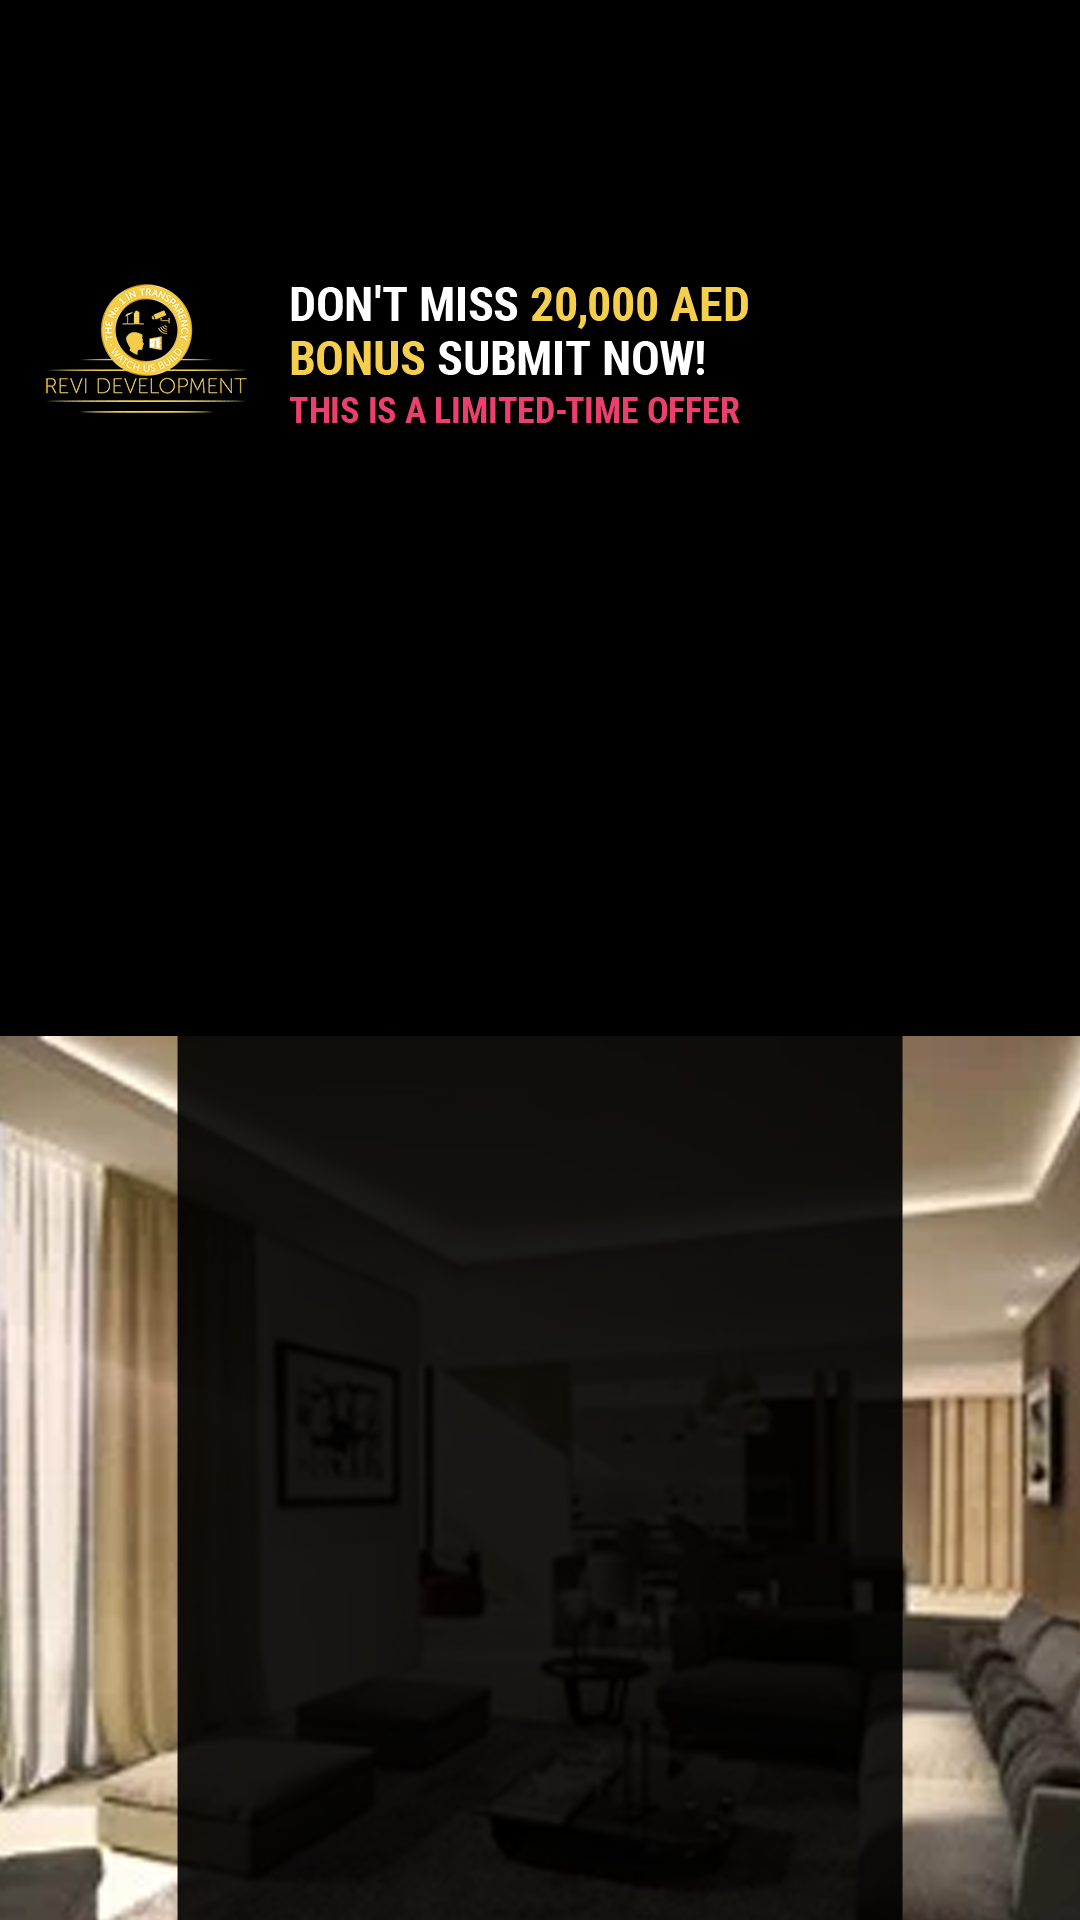 THE No. 1 IN TRANSPARENCY
WATCH US BUILD
REVI DEVELOPMENT
DON'T MISS 20,000 AED
BONUS SUBMIT NOW!
THIS IS A LIMITED-TIME OFFER